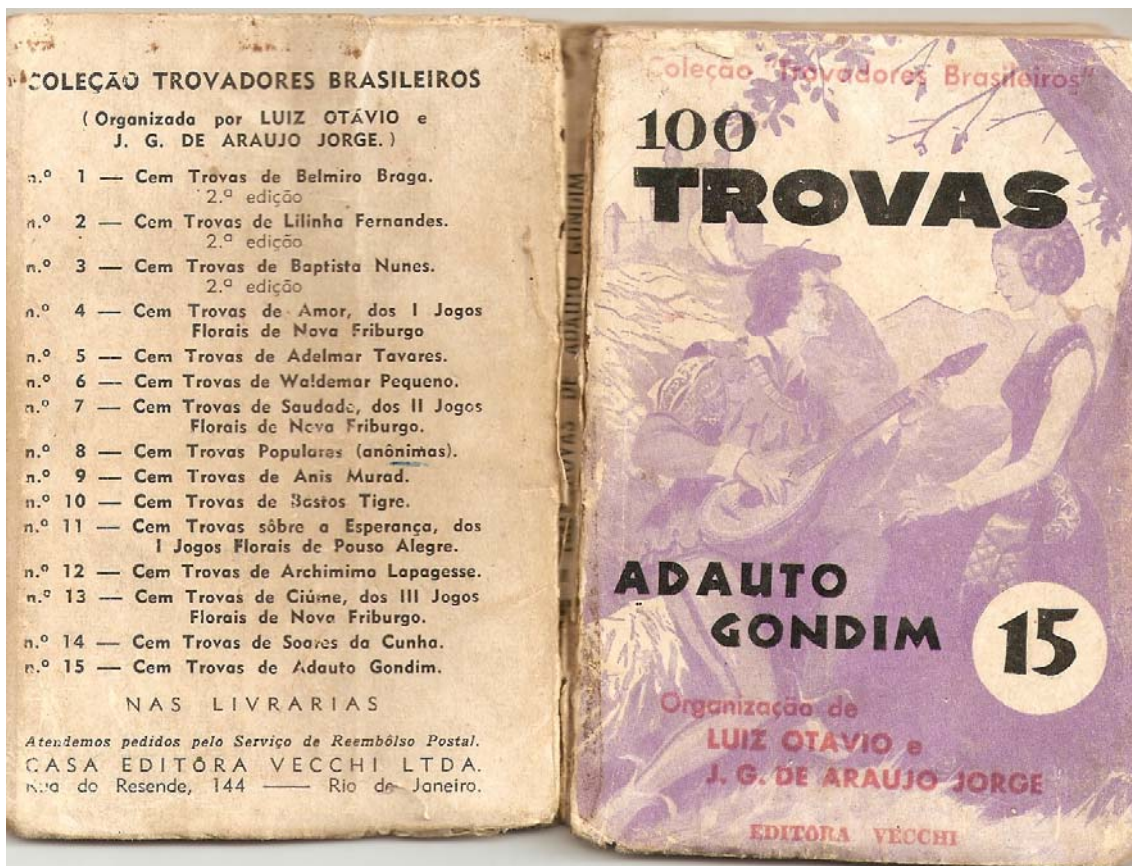 COLEÇÃO TROVADORES BRASILEIROS
(Organizada por LUIZ OTÁVIO e
J. G. DE ARAUJO JORGE.)
n.º 1 — Cem Trovas de Belmiro Braga.
2.ª edição
n.º 2 — Cem Trovas de Lilinha Fernandes.
2.ª edição
n.º 3 — Cem Trovas de Baptista Nunes.
2.ª edição
n.º 4 — Cem Trovas de Amor, dos I Jogos
Florais de Nova Friburgo
n.º 5 — Cem Trovas de Adelmar Tavares.
n.º 6 — Cem Trovas de Waldemar Pequeno.
n.º 7 — Cem Trovas de Saudade, dos II Jogos
Florais de Nova Friburgo.
n.º 8 — Cem Trovas Populares (anônimas).
n.º 9 — Cem Trovas de Anis Murad.
n.º 10 — Cem Trovas de Bastos Tigre.
n.º 11 — Cem Trovas sôbre a Esperança, dos
I Jogos Florais de Pouso Alegre.
n.º 12 — Cem Trovas de Archimimo Lapagesse.
n.º 13 — Cem Trovas de Ciúme, dos III Jogos
Florais de Nova Friburgo.
n.º 14 — Cem Trovas de Soares da Cunha.
n.º 15 — Cem Trovas de Adauto Gondim.
NAS LIVRARIAS
Atendemos pedidos pelo Serviço de Reembôlso Postal.
CASA EDITÔRA VECCHI LTDA.
Rua do Resende, 144 — Rio de Janeiro.
TROVAS DE ADAUTO GONDIM
Coleção "Trovadores Brasileiros"
100
TROVAS
ADAUTO
GONDIM
15
Organização de
LUIZ OTAVIO e
J. G. DE ARAUJO JORGE
EDITORA VECCHI